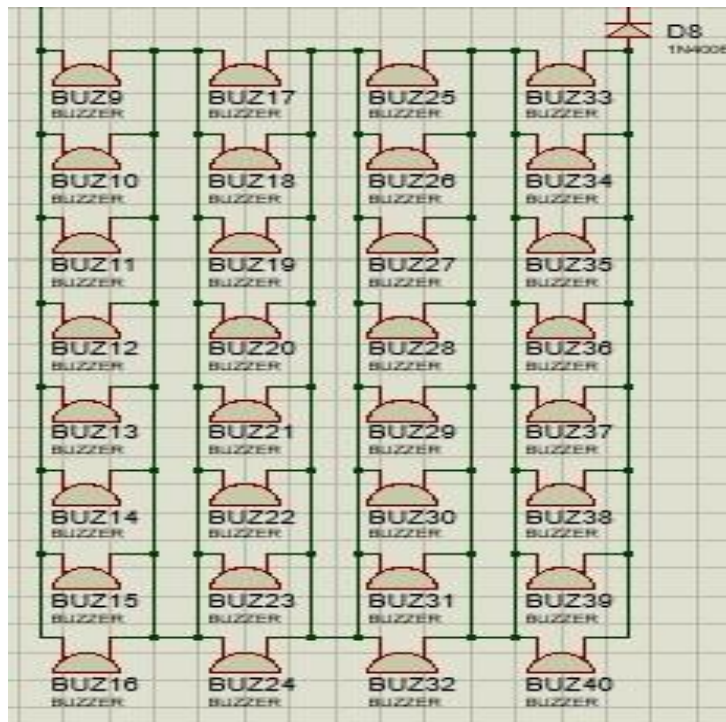 D8
1N4006
BUZ9 BUZ17 BUZ25 BUZ33
BUZZER BUZZER BUZZER BUZZER
BUZ10 BUZ18 BUZ26 BUZ34
BUZZER BUZZER BUZZER BUZZER
BUZ11 BUZ19 BUZ27 BUZ35
BUZZER BUZZER BUZZER BUZZER
BUZ12 BUZ20 BUZ28 BUZ36
BUZZER BUZZER BUZZER BUZZER
BUZ13 BUZ21 BUZ29 BUZ37
BUZZER BUZZER BUZZER BUZZER
BUZ14 BUZ22 BUZ30 BUZ38
BUZZER BUZZER BUZZER BUZZER
BUZ15 BUZ23 BUZ31 BUZ39
BUZZER BUZZER BUZZER BUZZER
BUZ16 BUZ24 BUZ32 BUZ40
BUZZER BUZZER BUZZER BUZZER